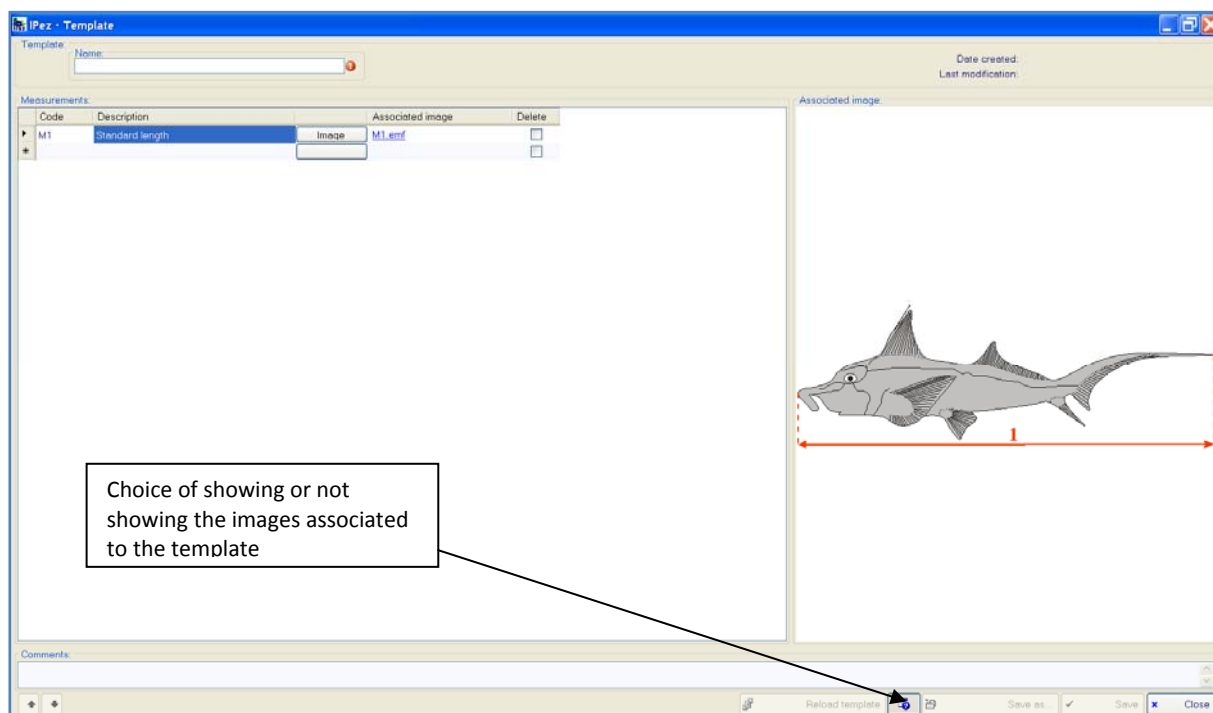 IPez - Template
Template:
Name:
Date created:
Last modification:
Measurements:
Associated image:
Code Description Associated image Delete
M1 Standard length Image M1.emf
1
Choice of showing or not
showing the images associated
to the template
Comments:
Reload template Save as... Save Close